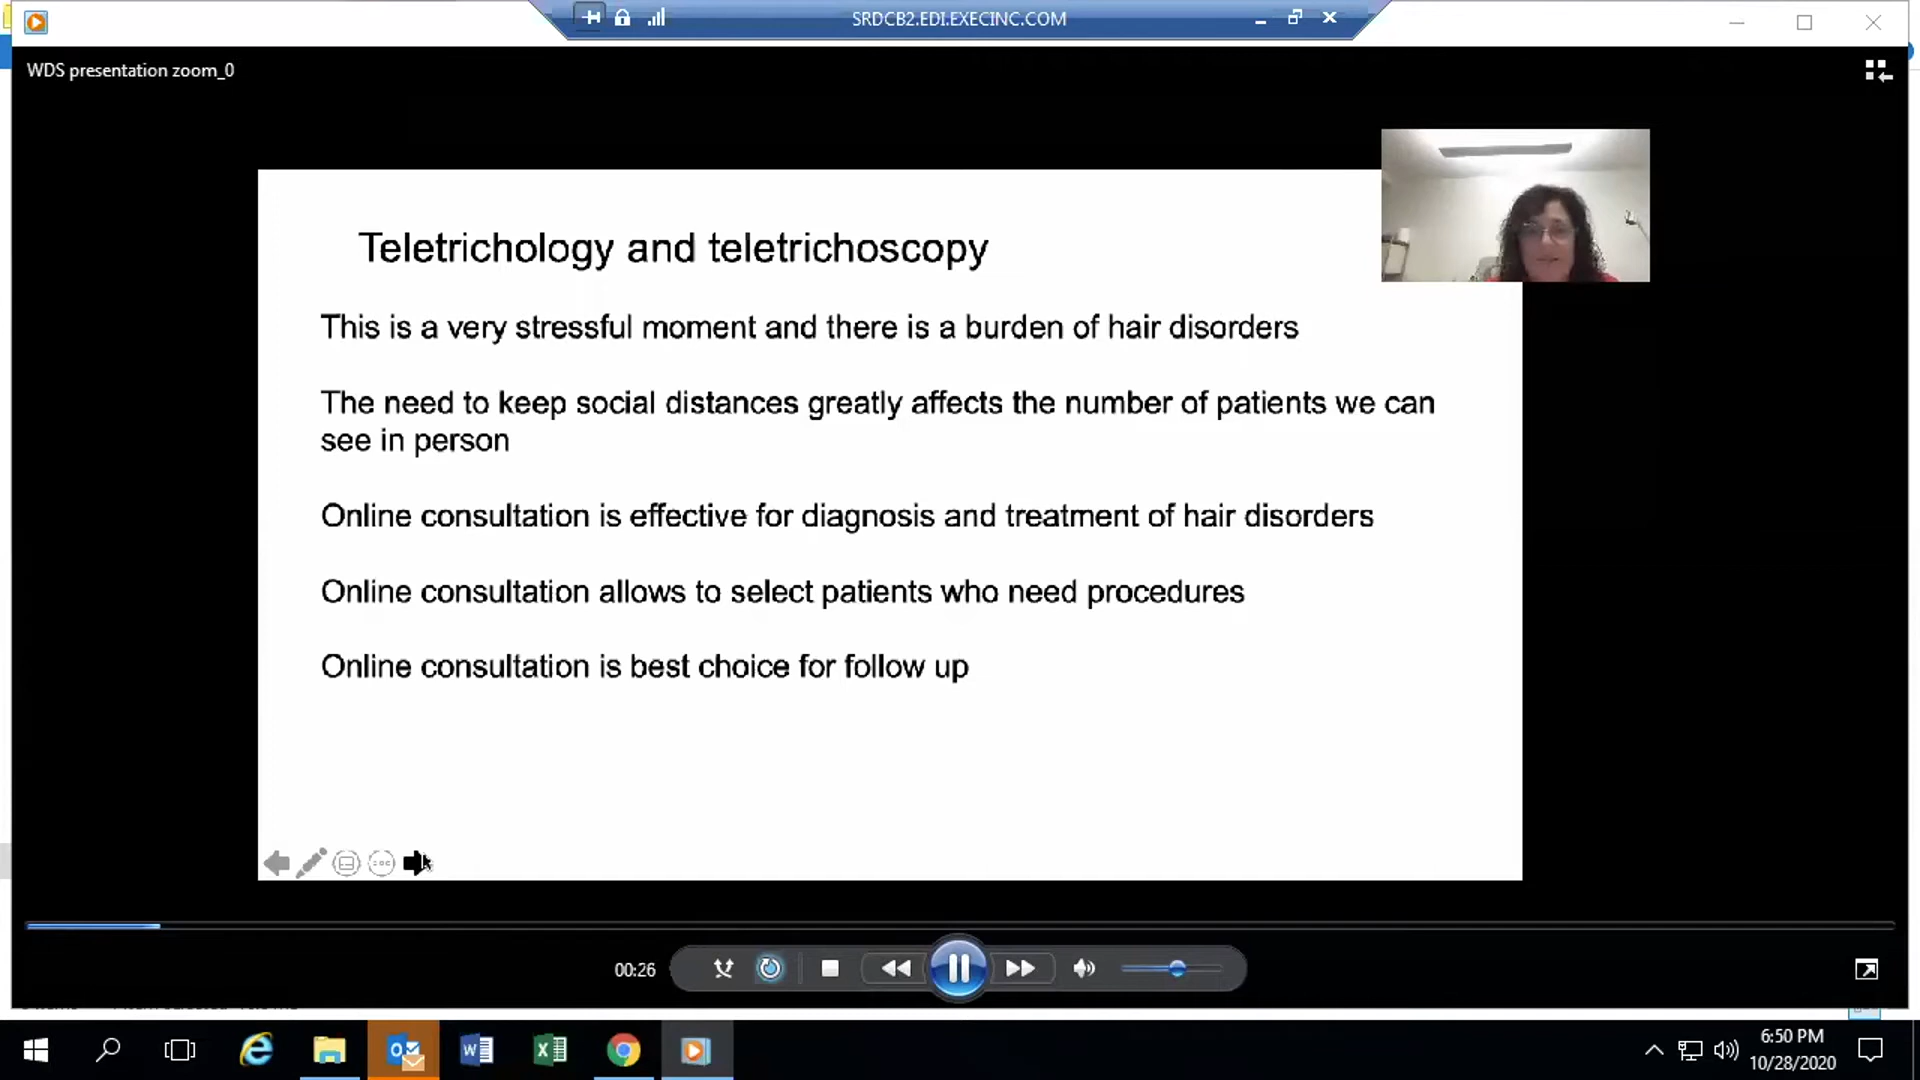 SRDCB2.EDI.EXECINC.COM
WDS presentation zoom_0
Teletrichology and teletrichoscopy
This is a very stressful moment and there is a burden of hair disorders
The need to keep social distances greatly affects the number of patients we can
see in person
Online consultation is effective for diagnosis and treatment of hair disorders
Online consultation allows to select patients who need procedures
Online consultation is best choice for follow up
00:26
6:50 PM
10/28/2020